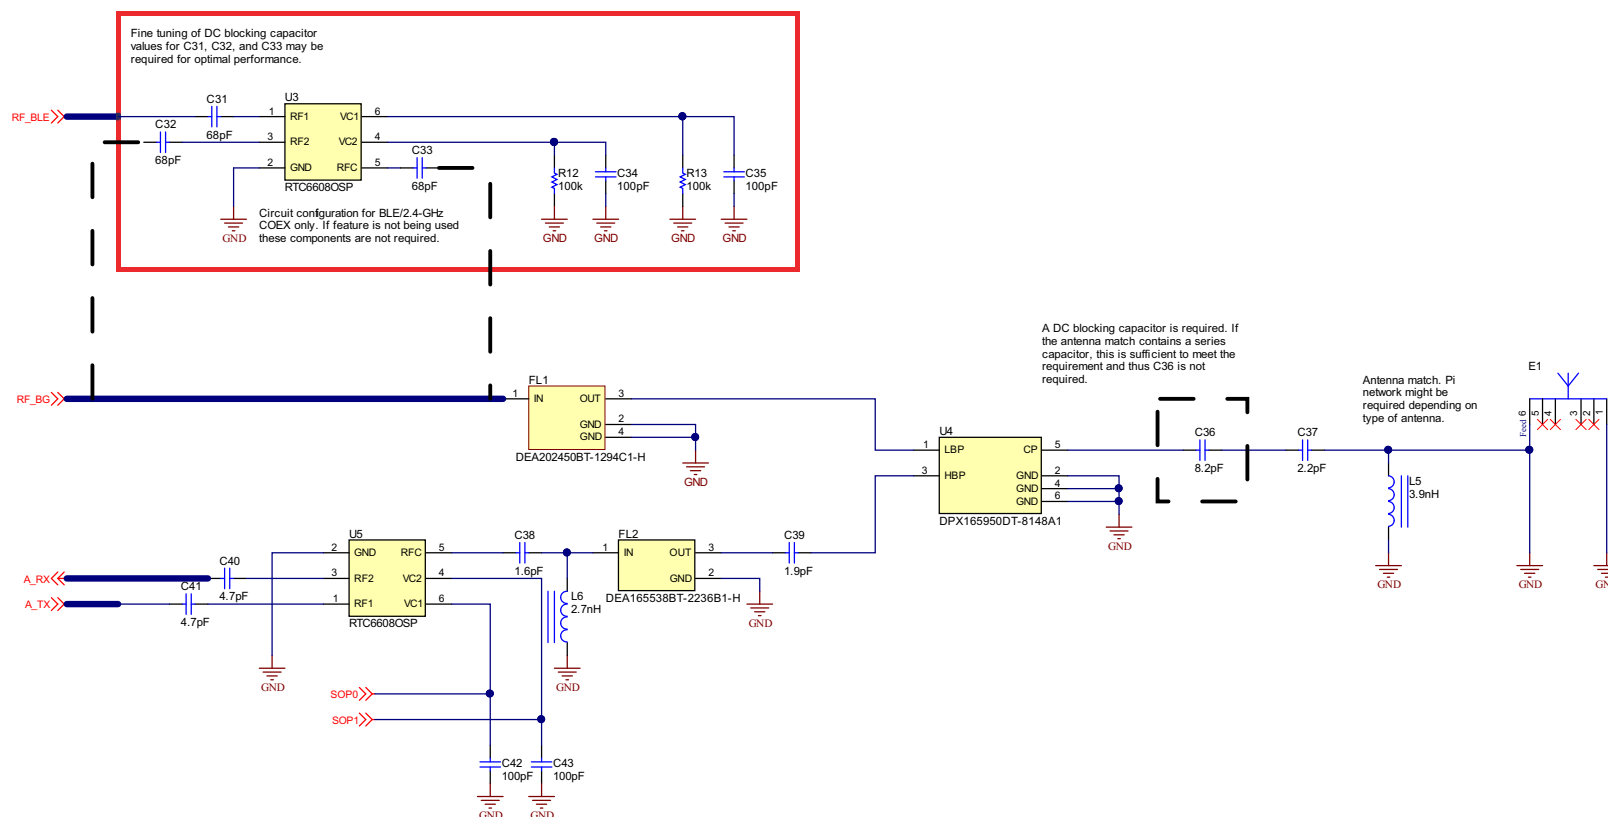 Fine tuning of DC blocking capacitor
values for C31, C32, and C33 may be
required for optimal performance.
RF_BLE
C31
68pF
C32
68pF
U3
1 RF1 VC1 6
3 RF2 VC2 4
2 GND RFC 5
RTC6608OSP
C33
68pF
R12
100k
C34
100pF
R13
100k
C35
100pF
GND
GND
GND
GND
GND
Circuit configuration for BLE/2.4-GHz
COEX only. If feature is not being used
these components are not required.
RF_BG
FL1
1 IN OUT 3
GND 2
GND 4
DEA202450BT-1294C1-H
GND
A DC blocking capacitor is required. If
the antenna match contains a series
capacitor, this is sufficient to meet the
requirement and thus C36 is not
required.
U4
1 LBP CP 5
3 HBP GND 2
GND 4
GND 6
DPX165950DT-8148A1
GND
C36
8.2pF
C37
2.2pF
Antenna match. Pi
network might be
required depending on
type of antenna.
L5
3.9nH
GND
E1
Feed 6 5 4 3 2 1
GND
GND
A_RX
A_TX
C40
4.7pF
C41
4.7pF
U5
2 GND RFC 5
3 RF2 VC2 4
1 RF1 VC1 6
RTC6608OSP
GND
C38
1.6pF
L6
2.7nH
GND
FL2
1 IN OUT 3
GND 2
DEA165538BT-2236B1-H
GND
C39
1.9pF
SOP0
SOP1
C42
100pF
C43
100pF
GND
GND